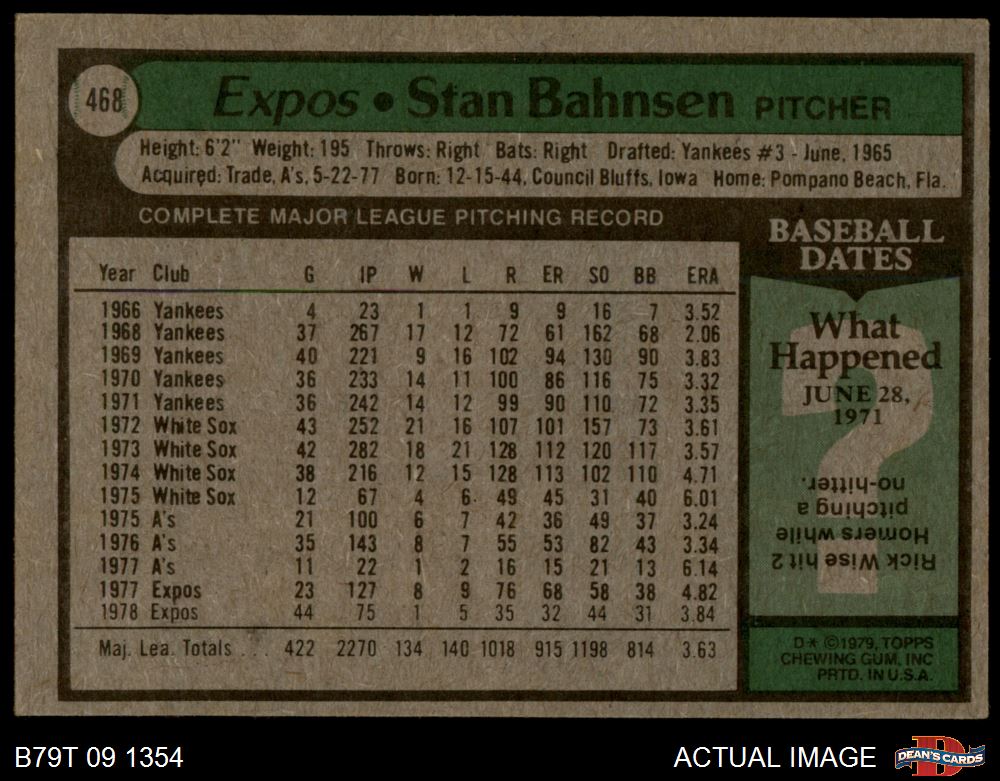 468
Expos • Stan Bahnsen PITCHER
Height: 6'2" Weight: 195 Throws: Right Bats: Right Drafted: Yankees #3 - June, 1965
Acquired: Trade, A's, 5-22-77 Born: 12-15-44, Council Bluffs, Iowa Home: Pompano Beach, Fla.
COMPLETE MAJOR LEAGUE PITCHING RECORD
Year Club G IP W L R ER SO BB ERA
1966 Yankees 4 23 1 1 9 9 16 7 3.52
1968 Yankees 37 267 17 12 72 61 162 68 2.06
1969 Yankees 40 221 9 16 102 94 130 90 3.83
1970 Yankees 36 233 14 11 100 86 116 75 3.32
1971 Yankees 36 242 14 12 99 90 110 72 3.35
1972 White Sox 43 252 21 16 107 101 157 73 3.61
1973 White Sox 42 282 18 21 128 112 120 117 3.57
1974 White Sox 38 216 12 15 128 113 102 110 4.71
1975 White Sox 12 67 4 6 49 45 31 40 6.01
1975 A's 21 100 6 7 42 36 49 37 3.24
1976 A's 35 143 8 7 55 53 82 43 3.34
1977 A's 11 22 1 2 16 15 21 13 6.14
1977 Expos 23 127 8 9 76 68 58 38 4.82
1978 Expos 44 75 1 5 35 32 44 31 3.84
Maj. Lea. Totals . . . 422 2270 134 140 1018 915 1198 814 3.63
BASEBALL
DATES
What
Happened
JUNE 28,
1971
?
Rick Wise hit 2
Homers while
pitching a
no-hitter.
D* ©1979, TOPPS
CHEWING GUM, INC
PRTD. IN U.S.A.
B79T 09 1354
ACTUAL IMAGE
D
DEAN'S CARDS